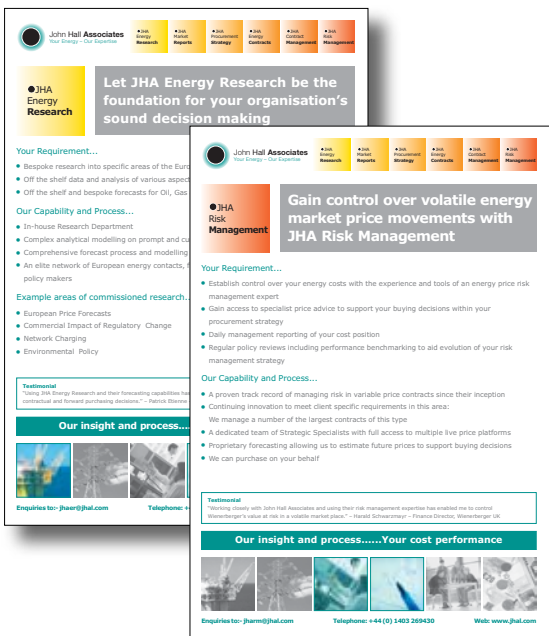 John Hall Associates
Your Energy – Our Expertise
JHA Energy Research
JHA Market Reports
JHA Procurement Strategy
JHA Energy Contracts
JHA Contract Management
JHA Risk Management
JHA
Energy
Research
Let JHA Energy Research be the
foundation for your organisation's
sound decision making
Your Requirement...
Bespoke research into specific areas of the
Off the shelf data and analysis of various
Off the shelf and bespoke forecasts for Oil, Gas
Our Capability and Process...
In-house Research Department
Complex analytical modelling on prompt and
Comprehensive forecast process and modelling
An elite network of European energy contacts,
policy makers
Example areas of commissioned research...
European Price Forecasts
Commercial Impact of Regulatory Change
Network Charging
Environmental Policy
Testimonial
"Using JHA Energy Research and their forecasting capabilities has
contractual and forward purchasing decisions." – Patrick Etienne
Our insight and process....
Enquiries to:- jhaer@jhal.com Telephone:
John Hall Associates
Your Energy – Our Expertise
JHA Energy Research
JHA Market Reports
JHA Procurement Strategy
JHA Energy Contracts
JHA Contract Management
JHA Risk Management
JHA
Risk
Management
Gain control over volatile energy
market price movements with
JHA Risk Management
Your Requirement...
Establish control over your energy costs with the experience and tools of an energy price risk
management expert
Gain access to specialist price advice to support your buying decisions within your
procurement strategy
Daily management reporting of your cost position
Regular policy reviews including performance benchmarking to aid evolution of your risk
management strategy
Our Capability and Process...
A proven track record of managing risk in variable price contracts since their inception
Continuing innovation to meet client specific requirements in this area:
We manage a number of the largest contracts of this type
A dedicated team of Strategic Specialists with full access to multiple live price platforms
Proprietary forecasting allowing us to estimate future prices to support buying decisions
We can purchase on your behalf
Testimonial
"Working closely with John Hall Associates and using their risk management expertise has enabled me to control
Wienerberger's value at risk in a volatile market place." – Harald Schwarzmayr – Finance Director, Wienerberger UK
Our insight and process......Your cost performance
Enquiries to:- jharm@jhal.com Telephone: +44 (0) 1403 269430 Web: www.jhal.com